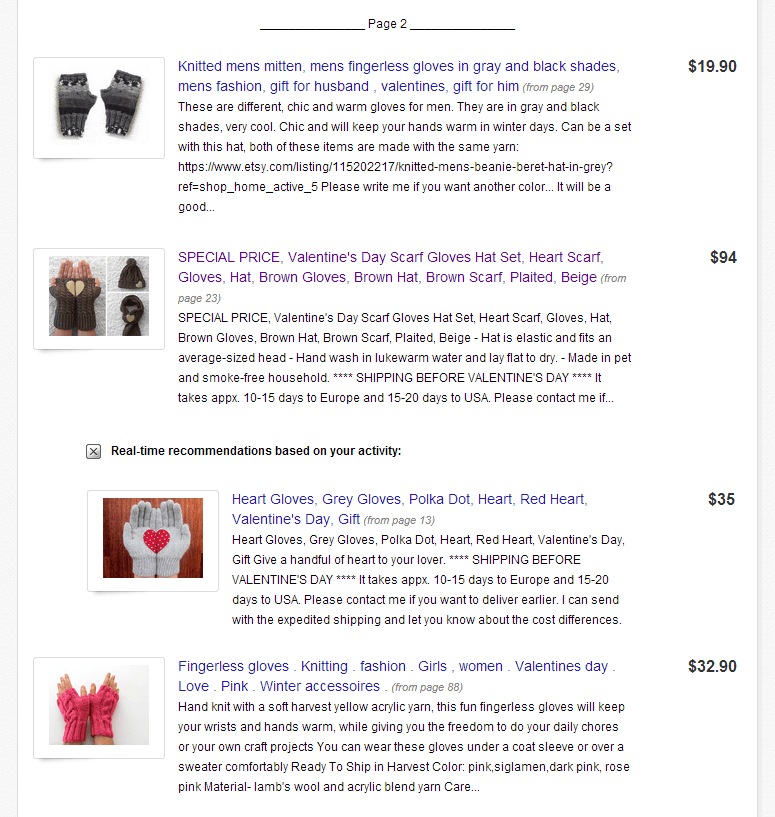 ________________ Page 2 ________________
Knitted mens mitten, mens fingerless gloves in gray and black shades,
$19.90
mens fashion, gift for husband , valentines, gift for him (from page 29)
These are different, chic and warm gloves for men. They are in gray and black
shades, very cool. Chic and will keep your hands warm in winter days. Can be a set
with this hat, both of these items are made with the same yarn:
https://www.etsy.com/listing/115202217/knitted-mens-beanie-beret-hat-in-grey?
ref=shop_home_active_5 Please write me if you want another color... It will be a
good...
SPECIAL PRICE, Valentine's Day Scarf Gloves Hat Set, Heart Scarf,
$94
Gloves, Hat, Brown Gloves, Brown Hat, Brown Scarf, Plaited, Beige (from
page 23)
SPECIAL PRICE, Valentine's Day Scarf Gloves Hat Set, Heart Scarf, Gloves, Hat,
Brown Gloves, Brown Hat, Brown Scarf, Plaited, Beige - Hat is elastic and fits an
average-sized head - Hand wash in lukewarm water and lay flat to dry. - Made in pet
and smoke-free household. **** SHIPPING BEFORE VALENTINE'S DAY **** It
takes appx. 10-15 days to Europe and 15-20 days to USA. Please contact me if...
Real-time recommendations based on your activity:
Heart Gloves, Grey Gloves, Polka Dot, Heart, Red Heart,
$35
Valentine's Day, Gift (from page 13)
Heart Gloves, Grey Gloves, Polka Dot, Heart, Red Heart, Valentine's Day,
Gift Give a handful of heart to your lover. **** SHIPPING BEFORE
VALENTINE'S DAY **** It takes appx. 10-15 days to Europe and 15-20
days to USA. Please contact me if you want to deliver earlier. I can send
with the expedited shipping and let you know about the cost differences.
Fingerless gloves . Knitting . fashion . Girls , women . Valentines day .
$32.90
Love . Pink . Winter accessoires . (from page 88)
Hand knit with a soft harvest yellow acrylic yarn, this fun fingerless gloves will keep
your wrists and hands warm, while giving you the freedom to do your daily chores
or your own craft projects You can wear these gloves under a coat sleeve or over a
sweater comfortably Ready To Ship in Harvest Color: pink,siglamen,dark pink, rose
pink Material- lamb's wool and acrylic blend yarn Care...